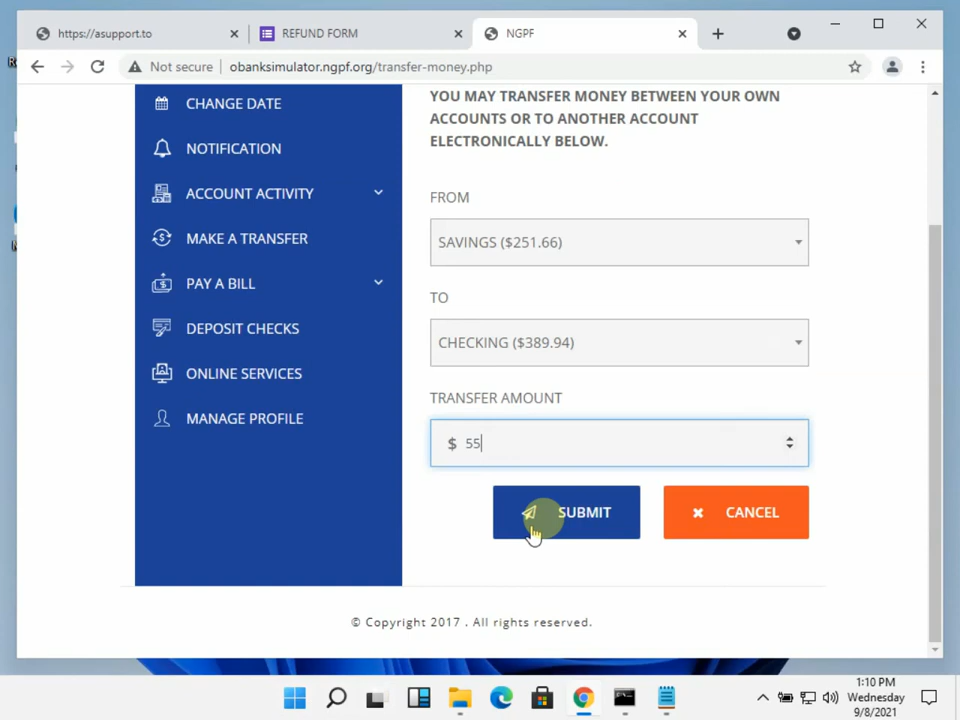 https://asupport.to
REFUND FORM
NGPF
Not secure
obanksimulator.ngpf.org/transfer-money.php
CHANGE DATE
NOTIFICATION
ACCOUNT ACTIVITY
MAKE A TRANSFER
PAY A BILL
DEPOSIT CHECKS
ONLINE SERVICES
MANAGE PROFILE
YOU MAY TRANSFER MONEY BETWEEN YOUR OWN
ACCOUNTS OR TO ANOTHER ACCOUNT
ELECTRONICALLY BELOW.
FROM
SAVINGS ($251.66)
TO
CHECKING ($389.94)
TRANSFER AMOUNT
$ 55
SUBMIT
CANCEL
© Copyright 2017 . All rights reserved.
1:10 PM
Wednesday
9/8/2021